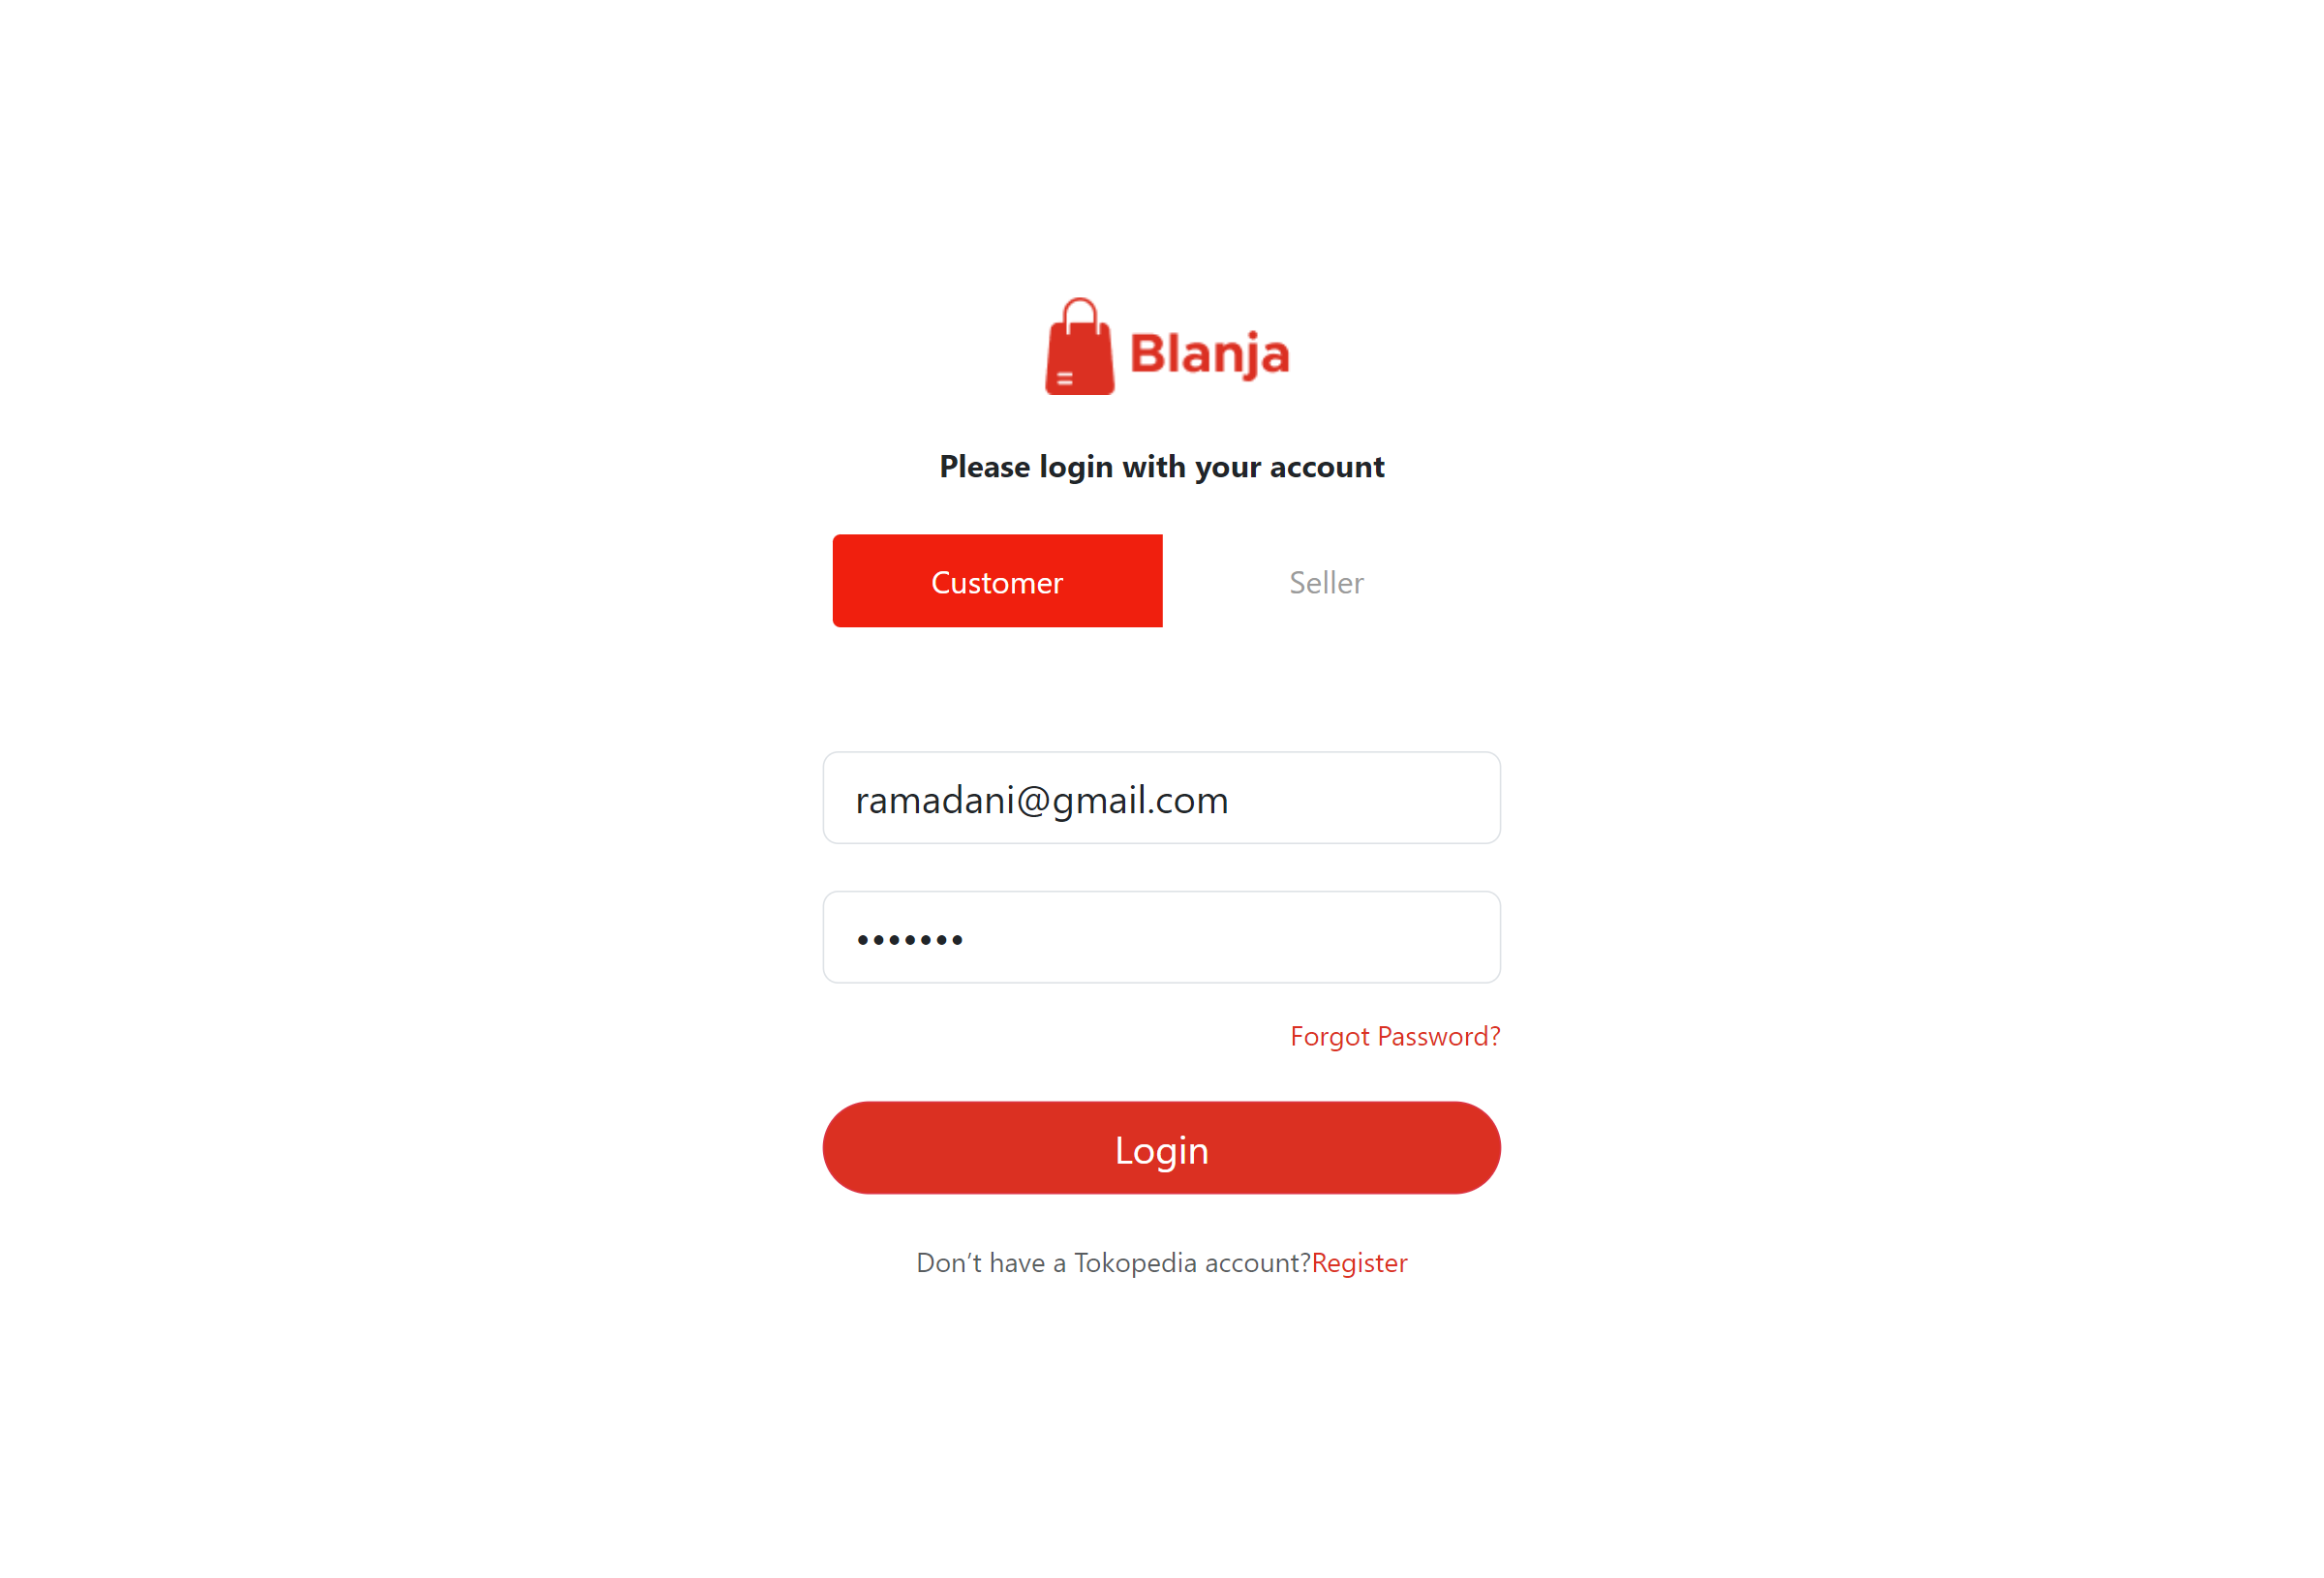 Blanja
Please login with your account
Customer
Seller
ramadani@gmail.com
•••••••
Forgot Password?
Login
Don’t have a Tokopedia account?Register